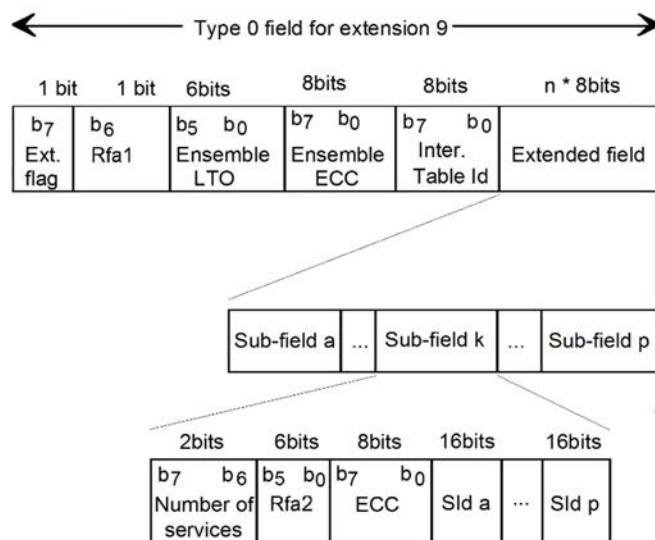 Type 0 field for extension 9
1 bit 1 bit 6bits 8bits 8bits n * 8bits
b7 b6 b5 b0 b7 b0 b7 b0
Ext. Rfa1 Ensemble Ensemble Inter. Extended field
flag LTO ECC Table Id
Sub-field a ... Sub-field k ... Sub-field p
2bits 6bits 8bits 16bits 16bits
b7 b6 b5 b0 b7 b0
Number of Rfa2 ECC SId a ... SId p
services